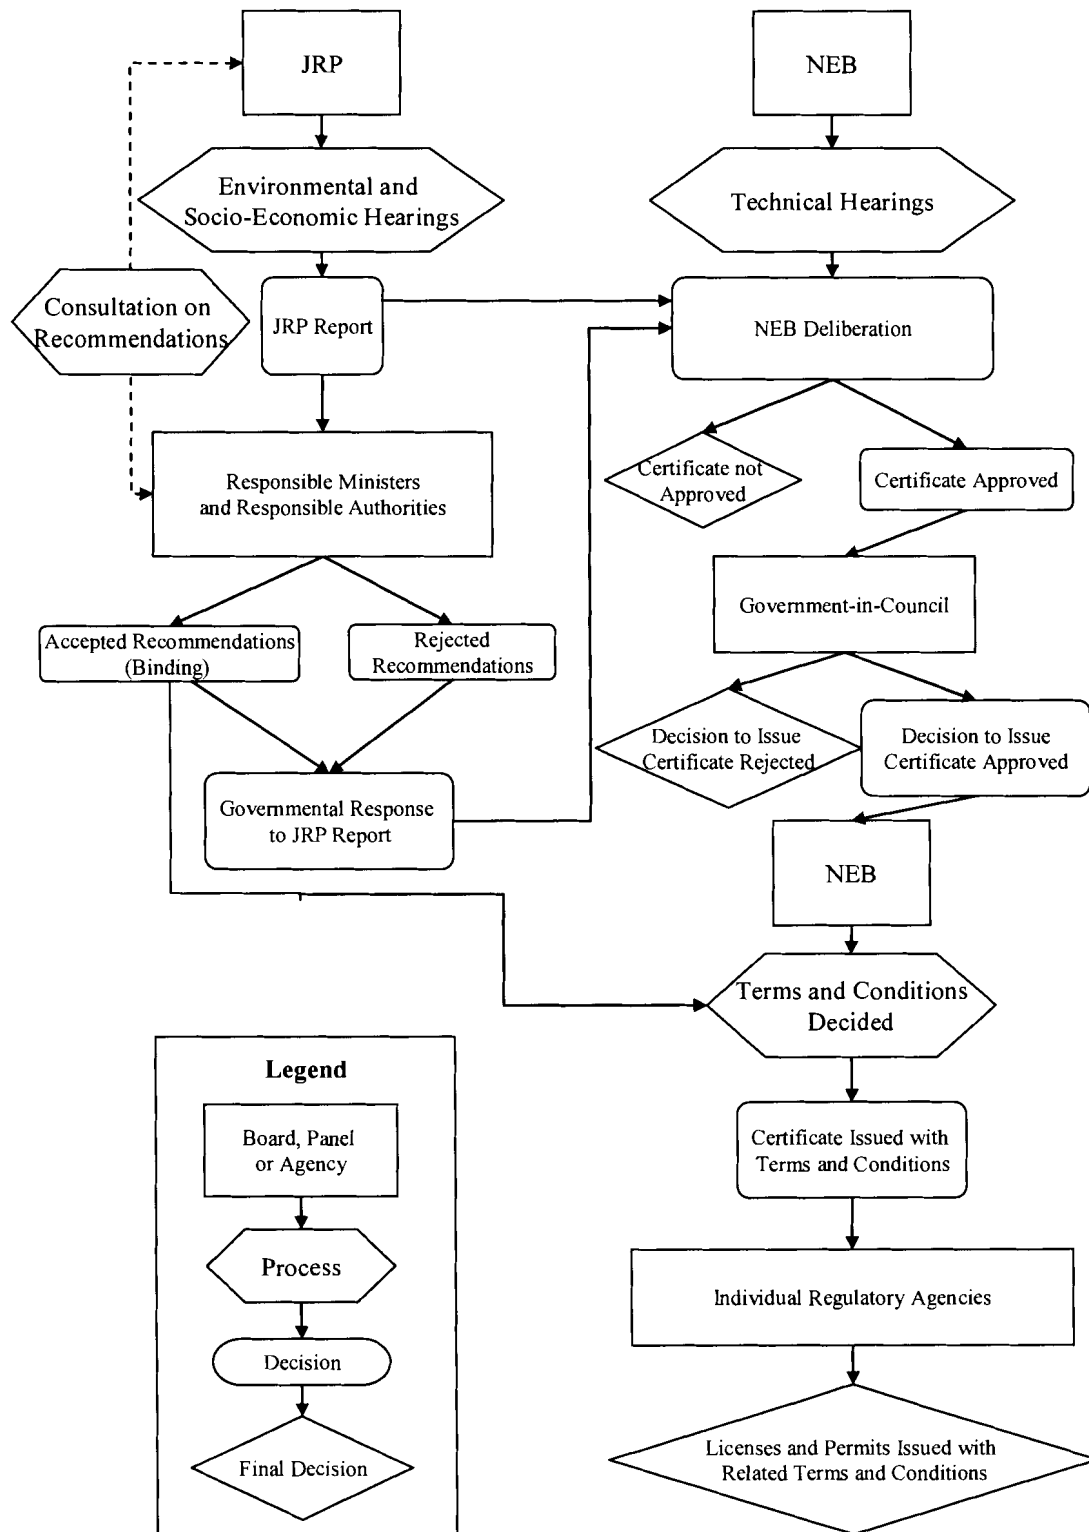 JRP
NEB
Environmental and
Socio-Economic Hearings
Technical Hearings
Consultation on
Recommendations
JRP Report
NEB Deliberation
Certificate not
Approved
Certificate Approved
Responsible Ministers
and Responsible Authorities
Government-in-Council
Accepted Recommendations
(Binding)
Rejected
Recommendations
Decision to Issue
Certificate Rejected
Decision to Issue
Certificate Approved
Governmental Response
to JRP Report
NEB
Terms and Conditions
Decided
Certificate Issued with
Terms and Conditions
Individual Regulatory Agencies
Licenses and Permits Issued with
Related Terms and Conditions
Legend
Board, Panel
or Agency
Process
Decision
Final Decision